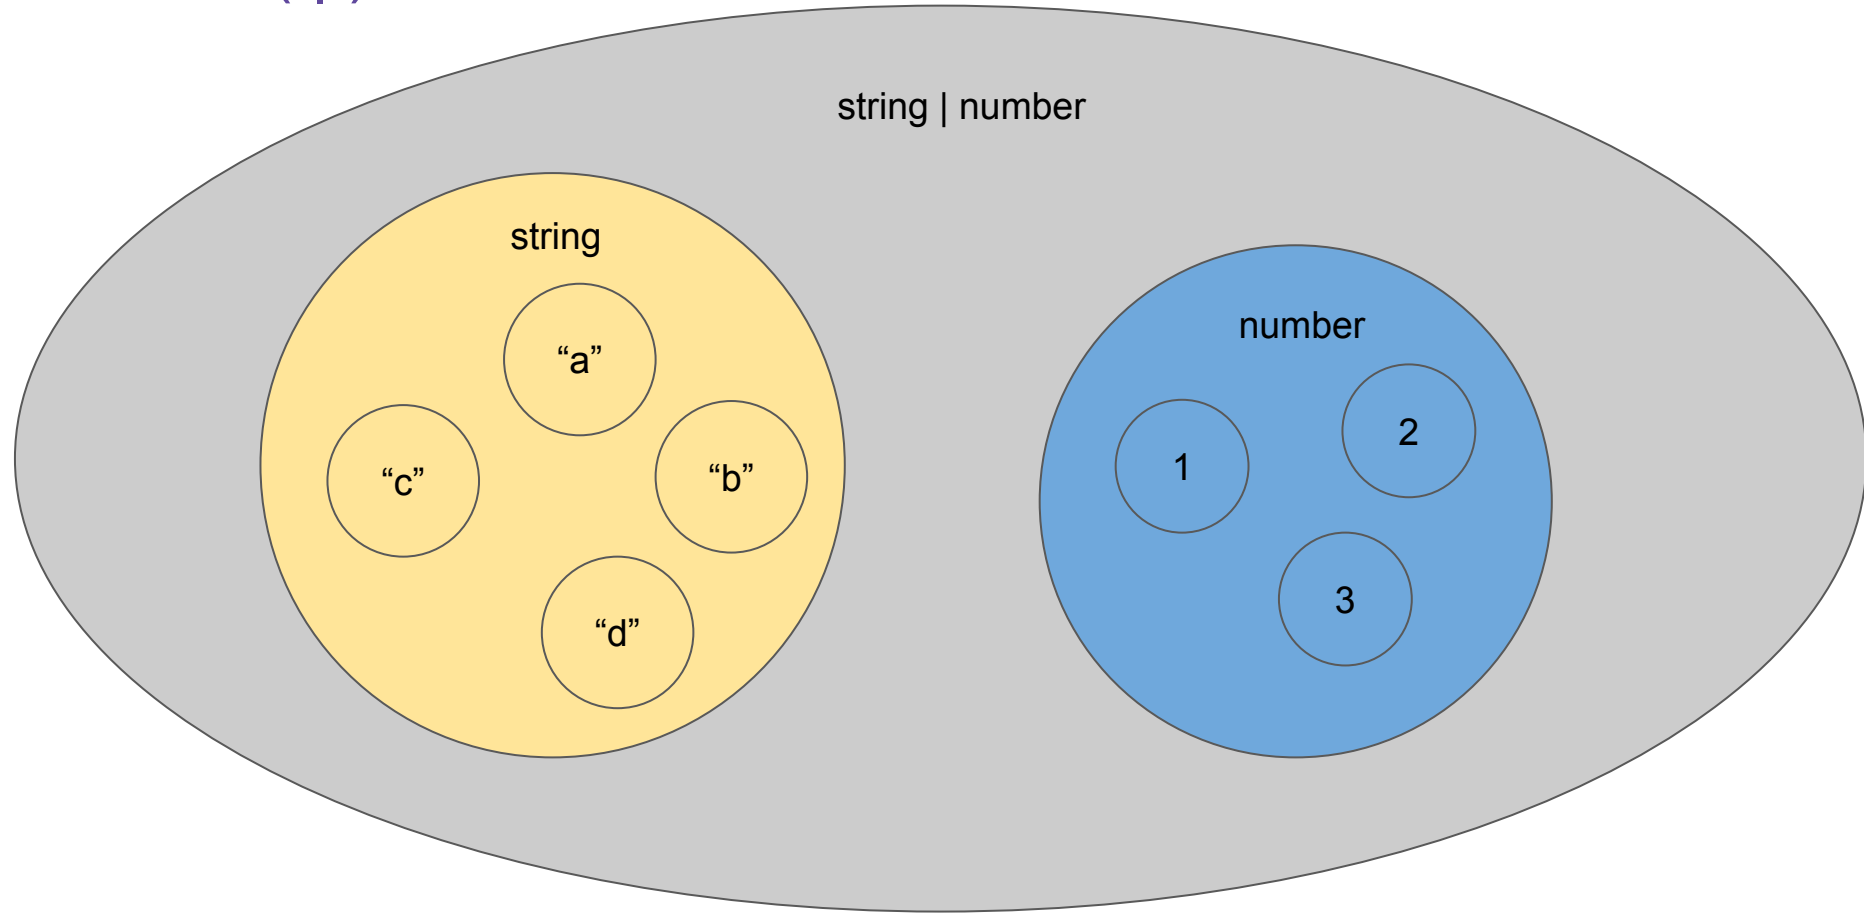 string | number
string
“a”
“c”
“b”
“d”
number
1
2
3